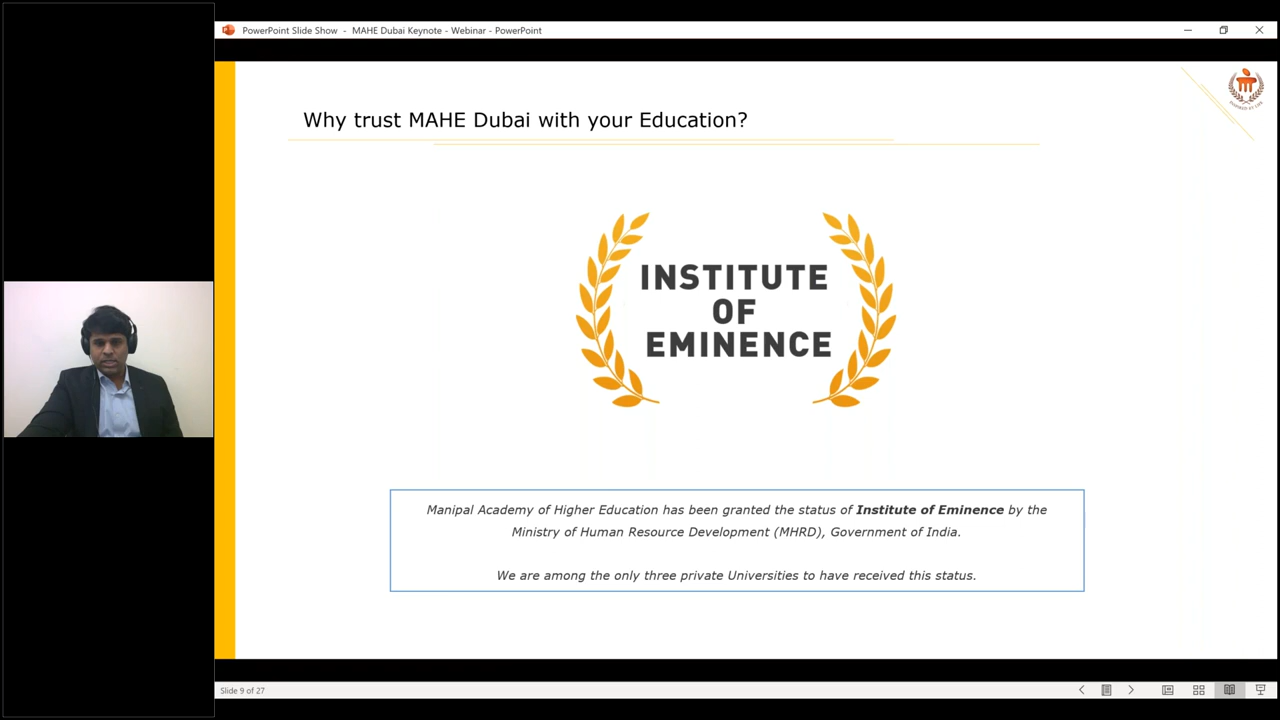 PowerPoint Slide Show - MAHE Dubai Keynote - Webinar - PowerPoint
Why trust MAHE Dubai with your Education?
INSPIRED BY LIFE
INSTITUTE
OF
EMINENCE
Manipal Academy of Higher Education has been granted the status of Institute of Eminence by the
Ministry of Human Resource Development (MHRD), Government of India.
We are among the only three private Universities to have received this status.
Slide 9 of 27